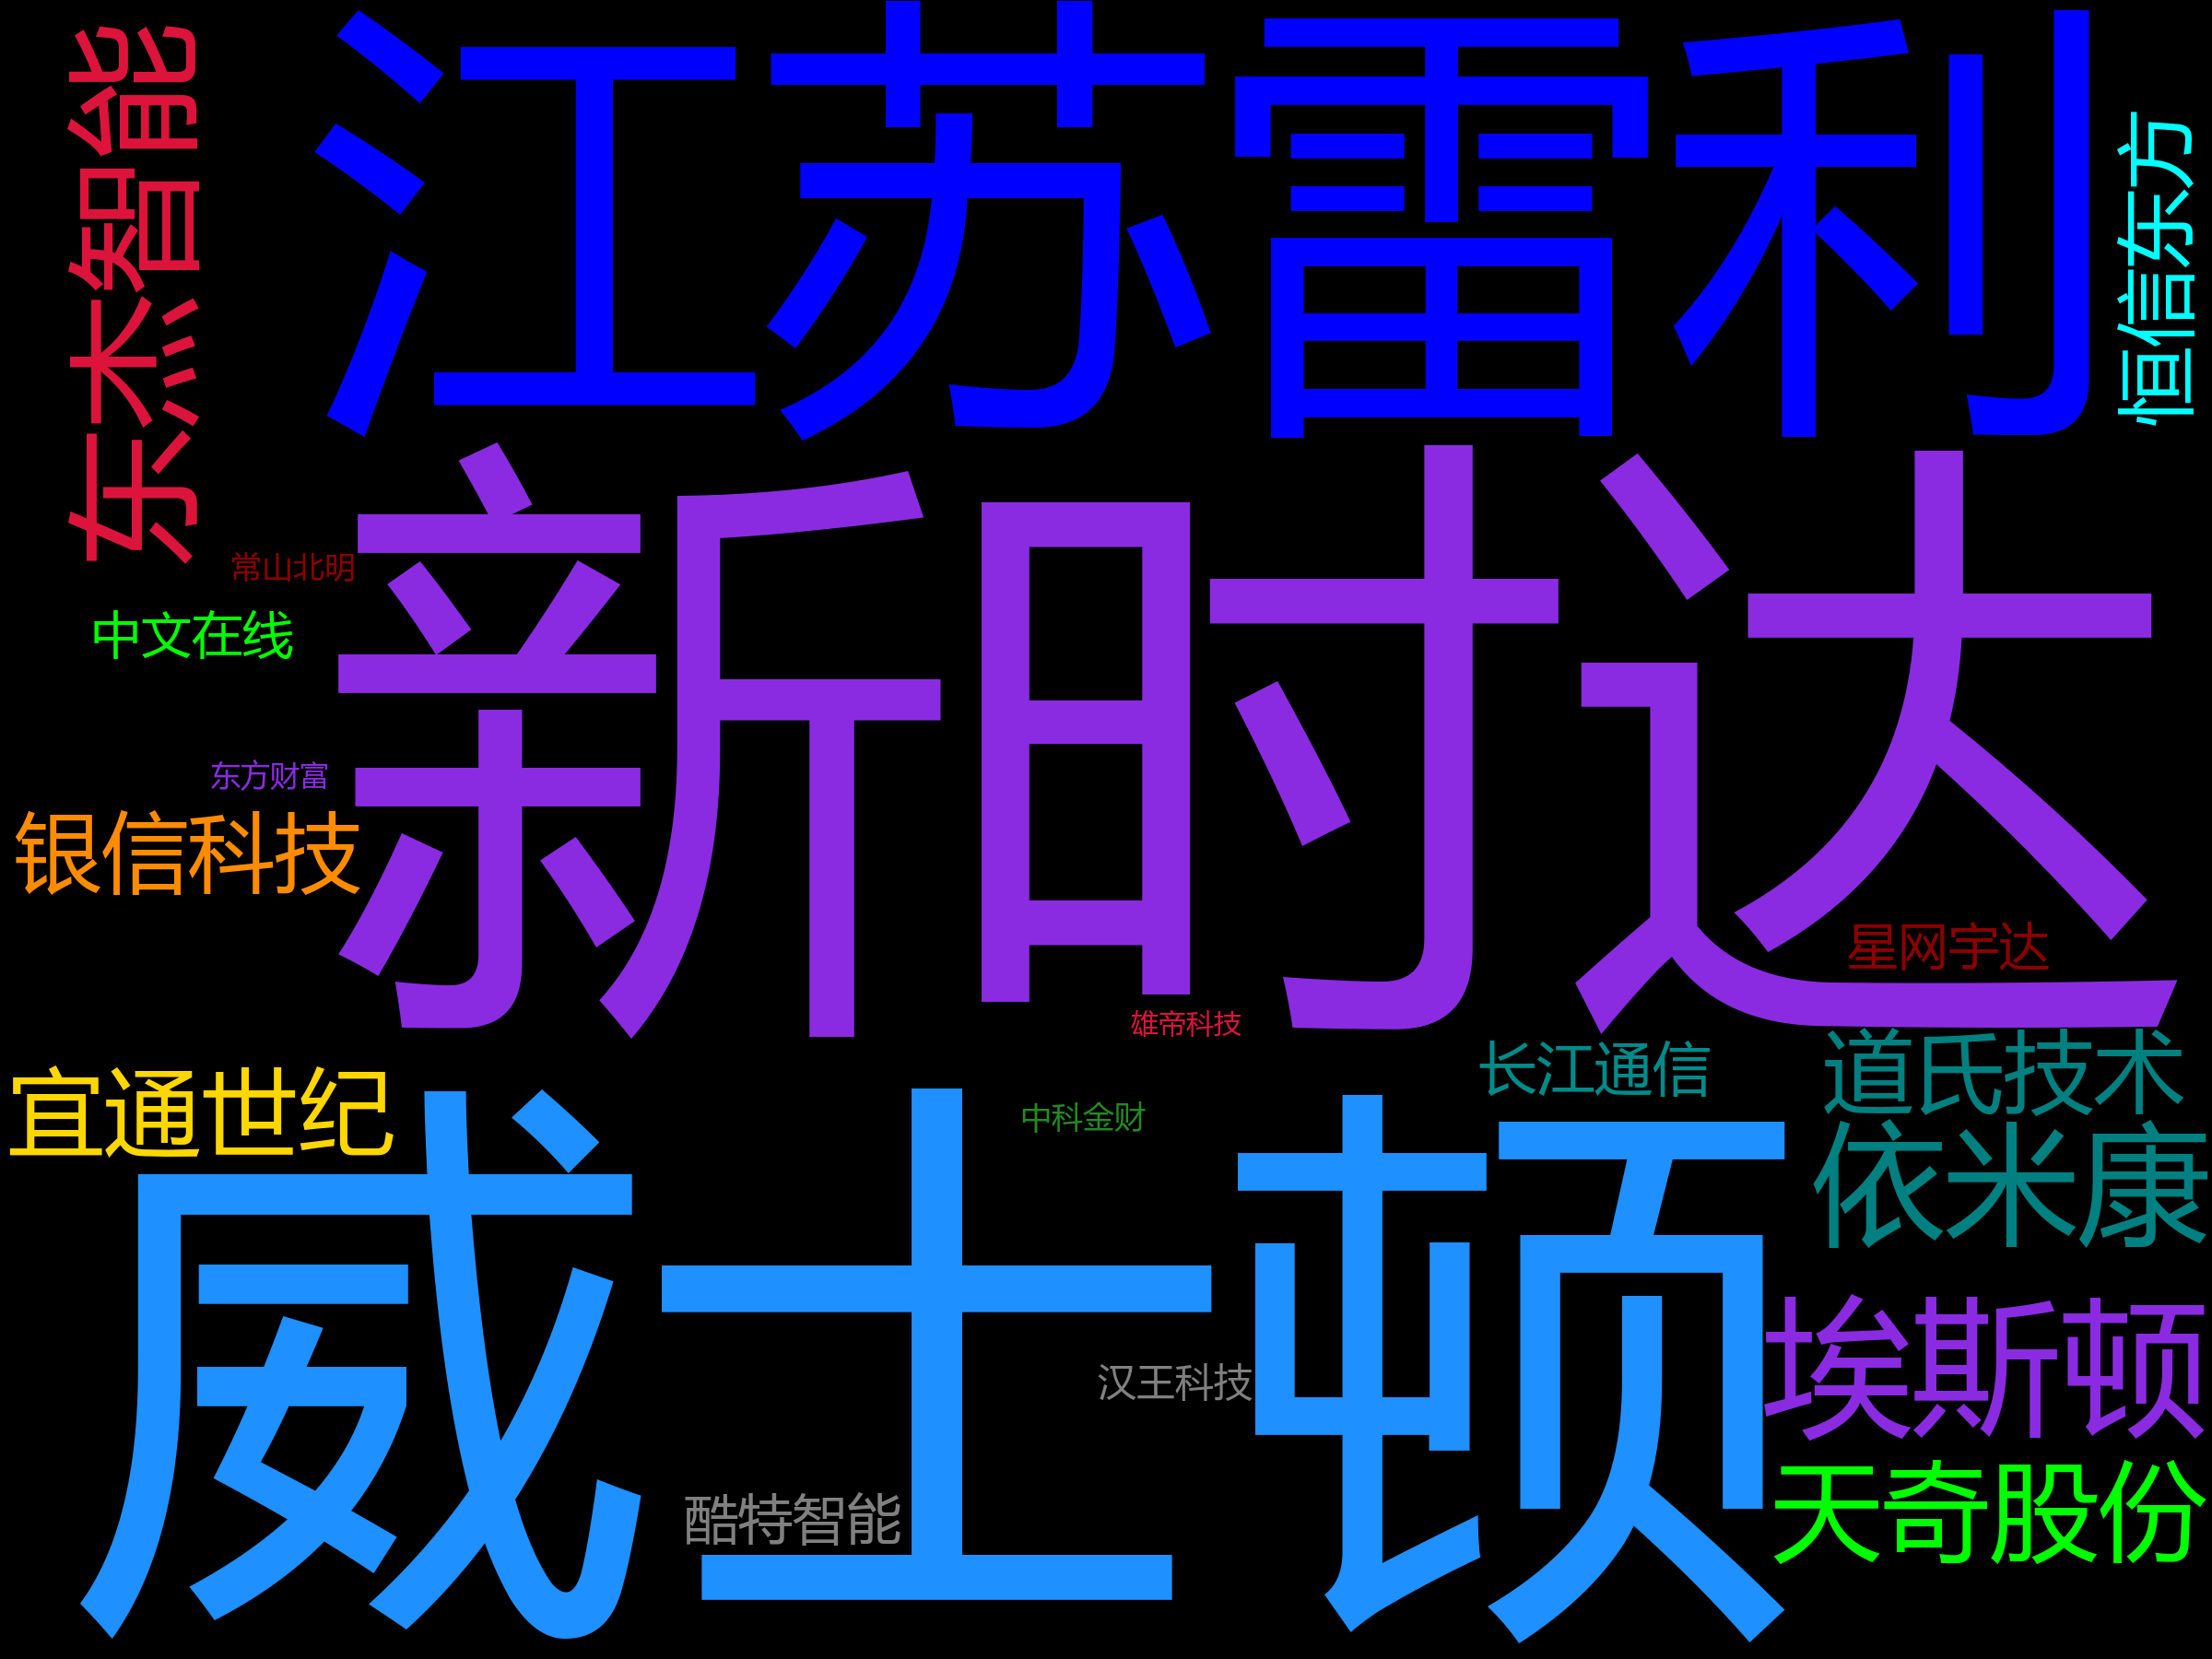 江苏雷利
东杰智能
恒信东方
新时达
常山北明
中文在线
东方财富
银信科技
星网宇达
雄帝科技
长江通信
道氏技术
宜通世纪
中科金财
依米康
威士顿
埃斯顿
汉王科技
天奇股份
酷特智能